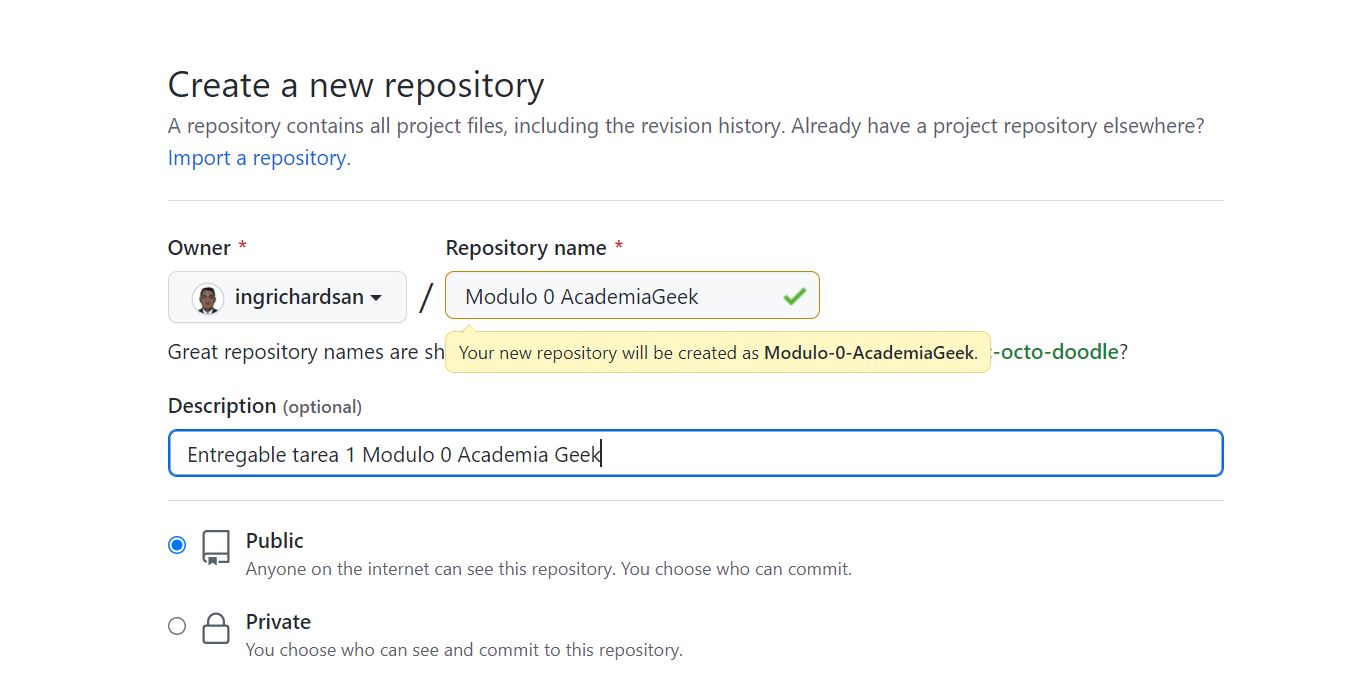 Create a new repository
A repository contains all project files, including the revision history. Already have a project repository elsewhere?
Import a repository.
Owner *
Repository name *
ingrichardsan
/
Modulo 0 AcademiaGeek
Great repository names are sh
Your new repository will be created as Modulo-0-AcademiaGeek.
-octo-doodle?
Description (optional)
Entregable tarea 1 Modulo 0 Academia Geek
Public
Anyone on the internet can see this repository. You choose who can commit.
Private
You choose who can see and commit to this repository.